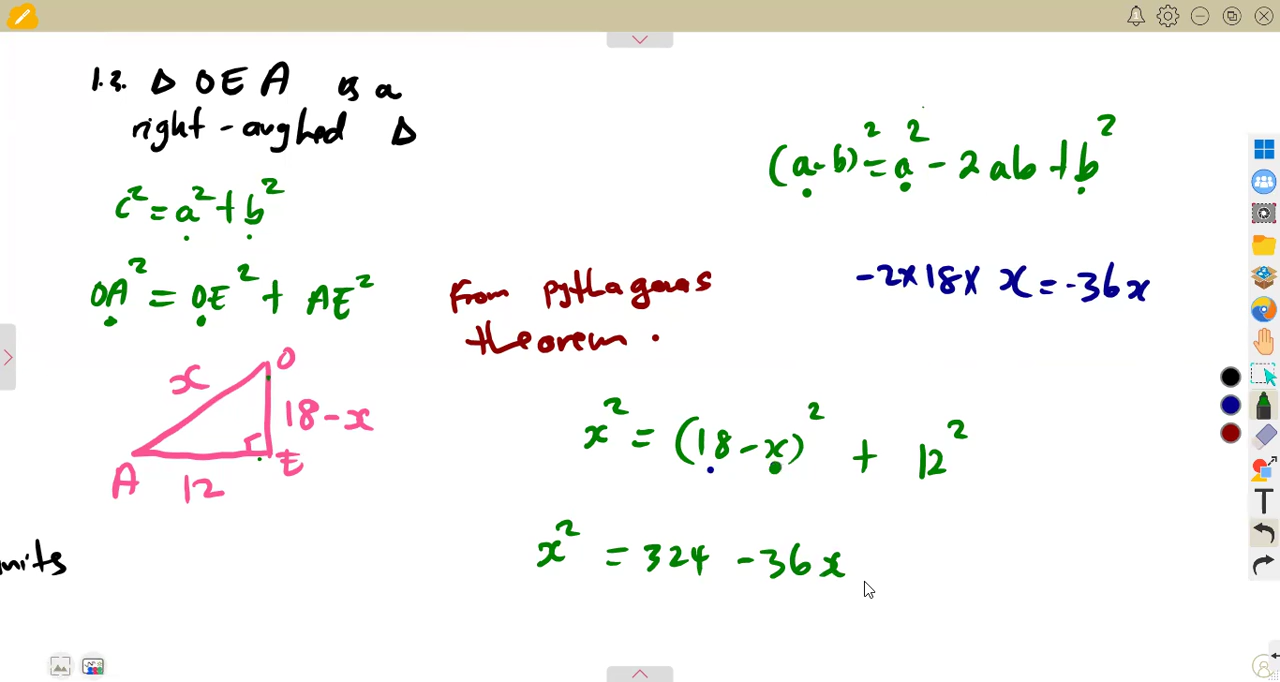 1.3. Δ OEA is a
right-angled Δ
c² = a² + b²
OA² = OE² + AE²
From pythagoras
theorem.
x
O
18 - x
A
12
E
units
(a - b)² = a² - 2ab + b²
-2 × 18 × x = -36x
x² = (18 - x)² + 12²
x² = 324 - 36x
T